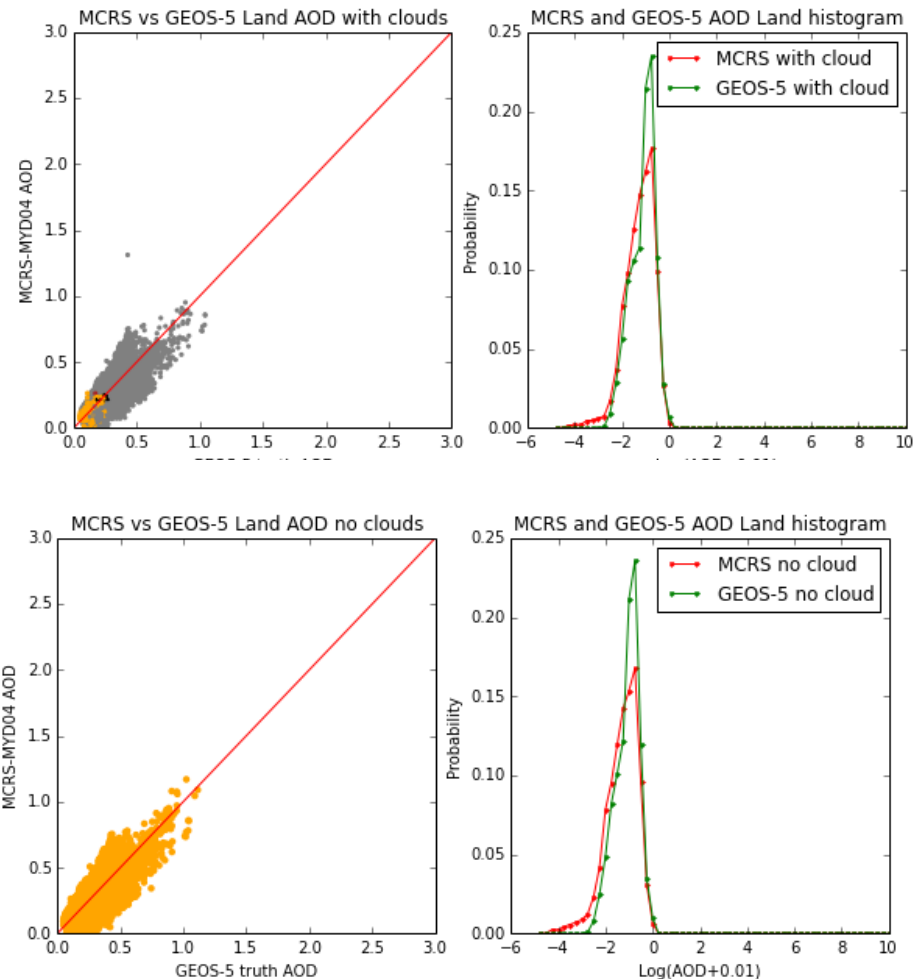 MCRS vs GEOS-5 Land AOD with clouds
3.0
2.5
2.0
1.5
1.0
0.5
0.0
MCRS-MYD04 AOD
0.0 0.5 1.0 1.5 2.0 2.5 3.0
GEOS-5 truth AOD
MCRS and GEOS-5 AOD Land histogram
0.25
0.20
0.15
0.10
0.05
0.00
Probability
MCRS with cloud
GEOS-5 with cloud
−6 −4 −2 0 2 4 6 8 10
Log(AOD+0.01)
MCRS vs GEOS-5 Land AOD no clouds
3.0
2.5
2.0
1.5
1.0
0.5
0.0
MCRS-MYD04 AOD
0.0 0.5 1.0 1.5 2.0 2.5 3.0
GEOS-5 truth AOD
MCRS and GEOS-5 AOD Land histogram
0.25
0.20
0.15
0.10
0.05
0.00
Probability
MCRS no cloud
GEOS-5 no cloud
−6 −4 −2 0 2 4 6 8 10
Log(AOD+0.01)